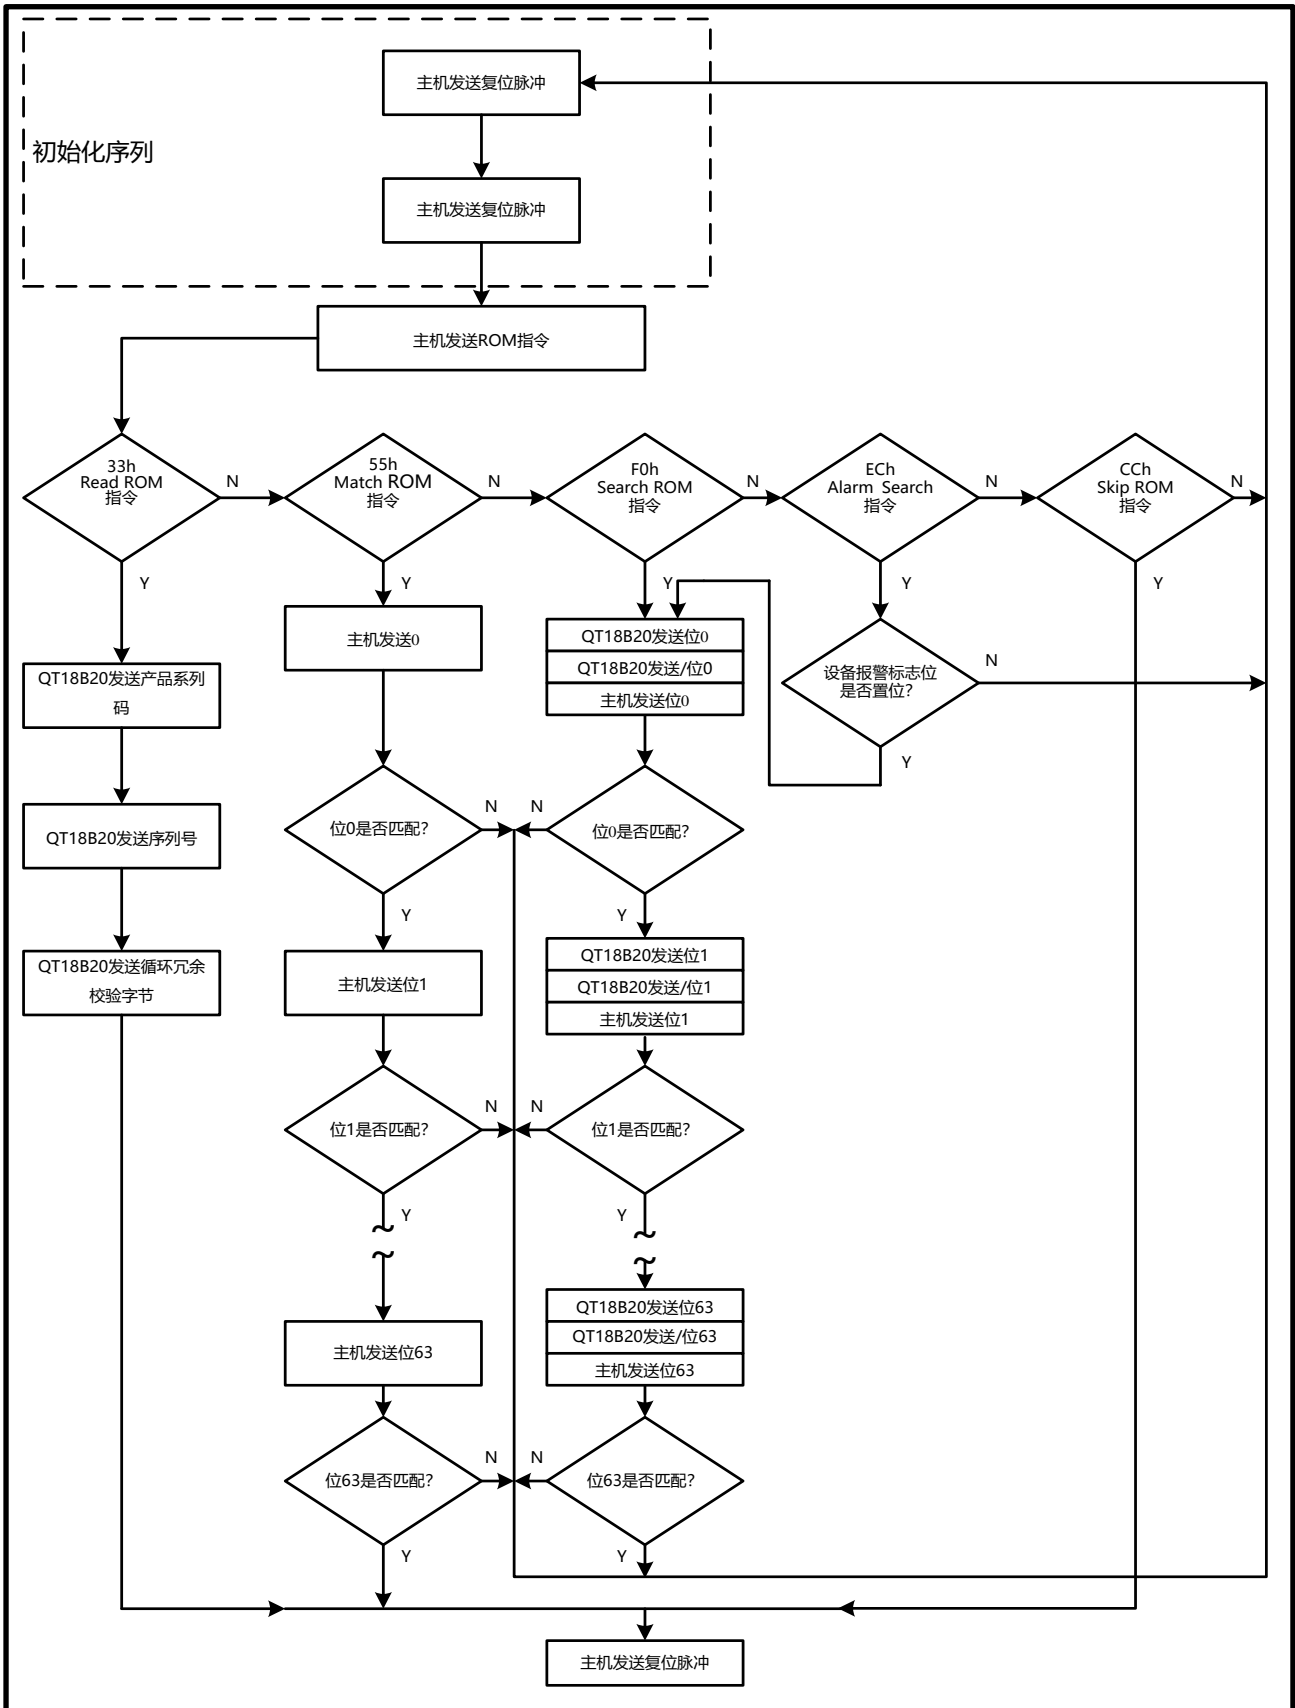 主机发送复位脉冲
初始化序列
主机发送复位脉冲
主机发送ROM指令
33h
Read ROM
指令
N
55h
Match ROM
指令
N
F0h
Search ROM
指令
N
ECh
Alarm Search
指令
N
CCh
Skip ROM
指令
N
Y
Y
Y
Y
Y
主机发送0
QT18B20发送位0
QT18B20发送/位0
主机发送位0
设备报警标志位
是否置位?
N
Y
QT18B20发送产品系列
码
QT18B20发送序列号
位0是否匹配?
N
N
位0是否匹配?
Y
Y
QT18B20发送循环冗余
校验字节
主机发送位1
QT18B20发送位1
QT18B20发送/位1
主机发送位1
位1是否匹配?
N
N
位1是否匹配?
Y
Y
~
~
~
~
主机发送位63
QT18B20发送位63
QT18B20发送/位63
主机发送位63
位63是否匹配?
N
N
位63是否匹配?
Y
Y
主机发送复位脉冲